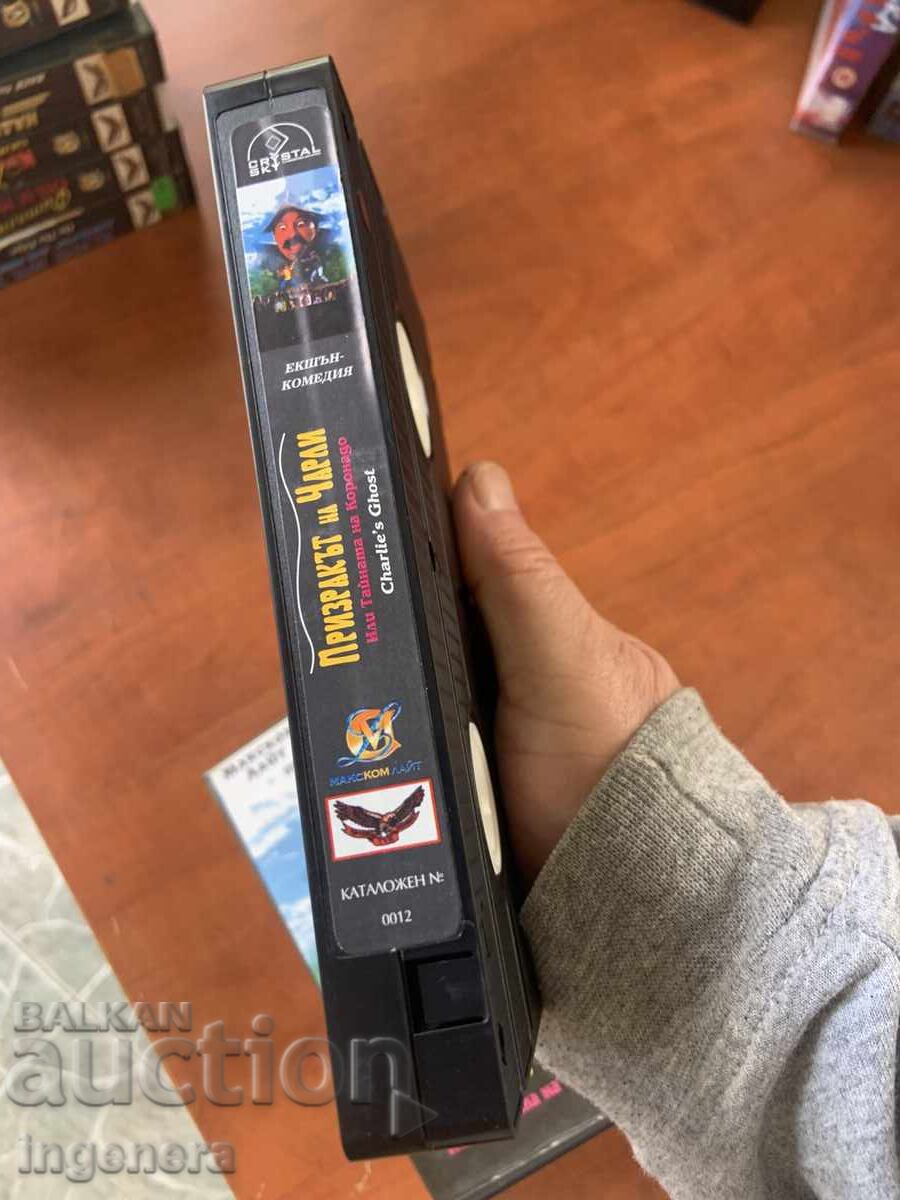 CRYSTAL
SKY
ЕКШЪН-
КОМЕДИЯ
ПРИЗРАКЪТ НА ЧАРЛИ
Или Тайната на Коронадо
Charlie's Ghost
МАКСКОМ ЛАЙТ
КАТАЛОЖЕН №
0012
BALKAN
auction
ingenera